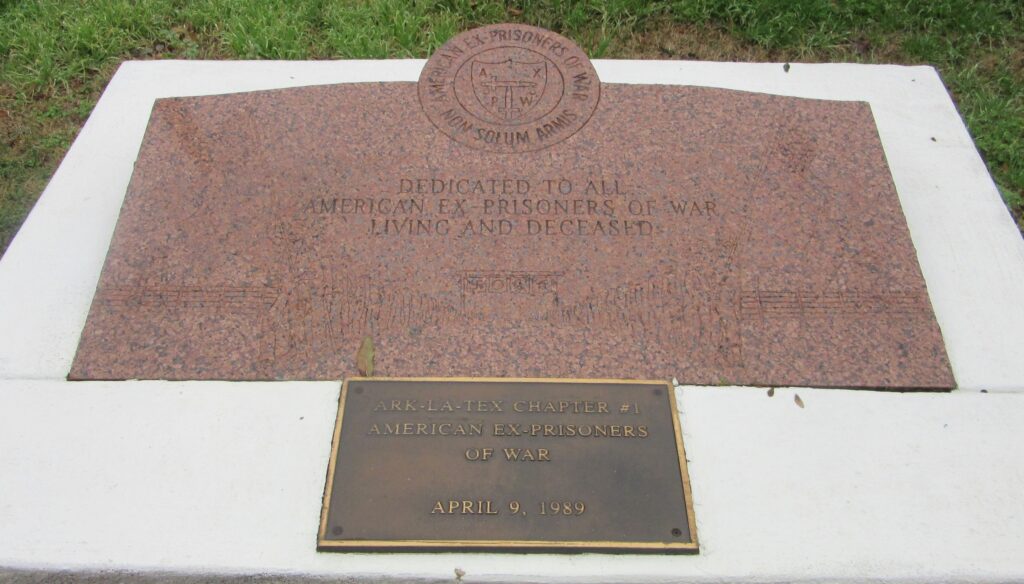 AMERICAN EX-PRISONERS OF WAR
A X
P W
NON SOLUM ARMIS
DEDICATED TO ALL
AMERICAN EX-PRISONERS OF WAR
LIVING AND DECEASED
ARK-LA-TEX CHAPTER #1
AMERICAN EX-PRISONERS
OF WAR
APRIL 9, 1989